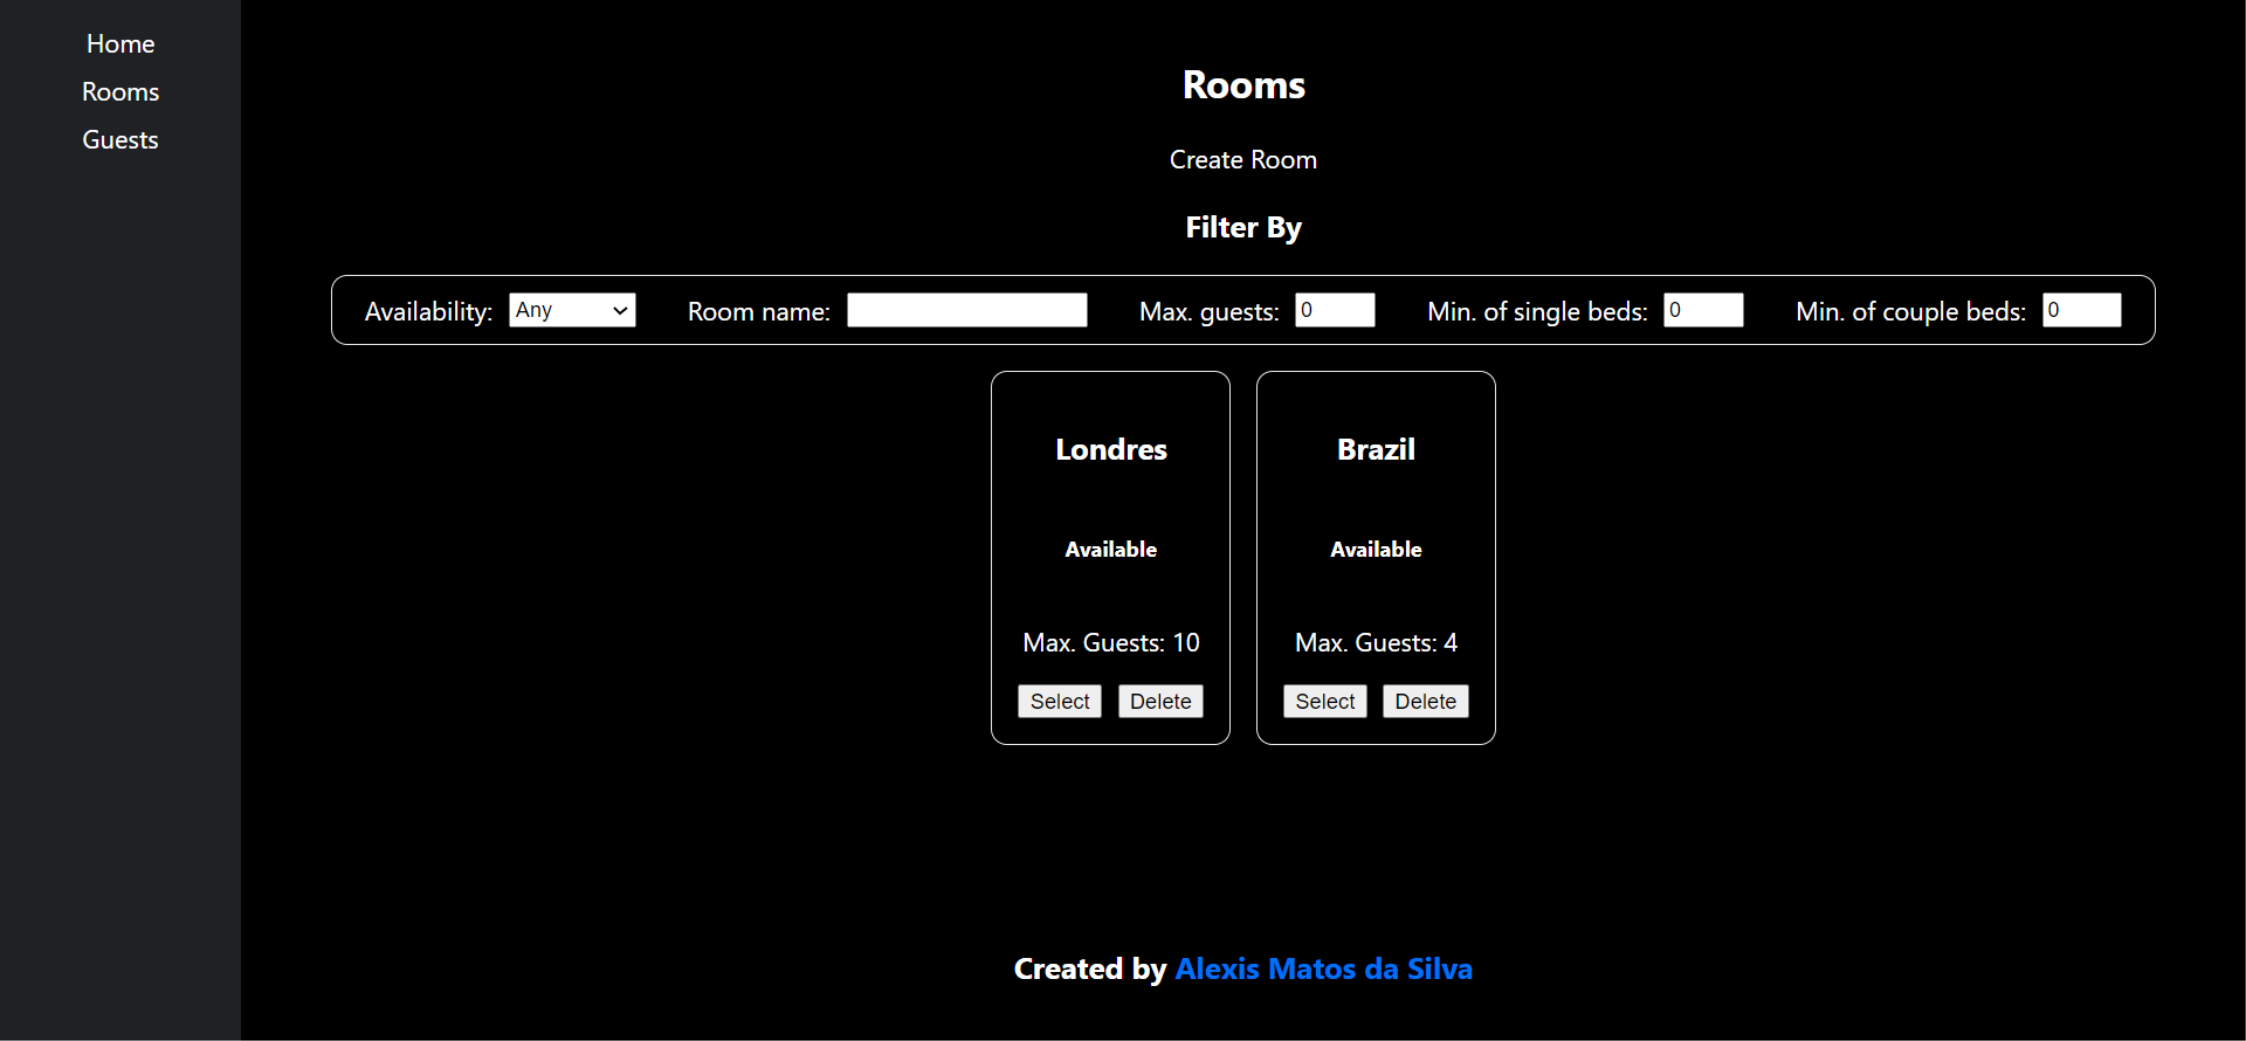 Home
Rooms
Guests
Rooms
Create Room
Filter By
Availability: Any Room name: Max. guests: 0 Min. of single beds: 0 Min. of couple beds: 0
Londres
Available
Max. Guests: 10
Select Delete
Brazil
Available
Max. Guests: 4
Select Delete
Created by Alexis Matos da Silva